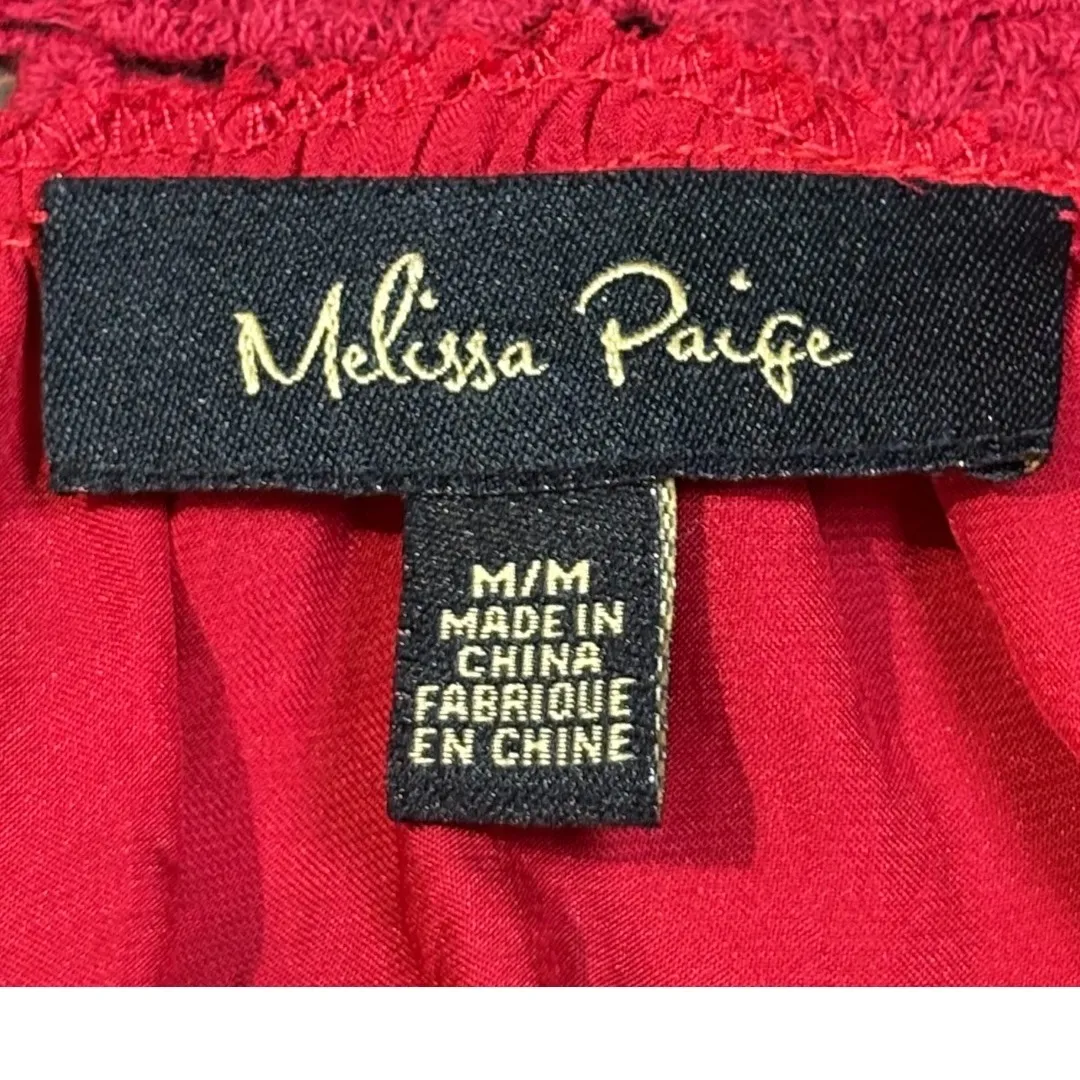 Melissa Paige
M/M
MADE IN
CHINA
FABRIQUE
EN CHINE